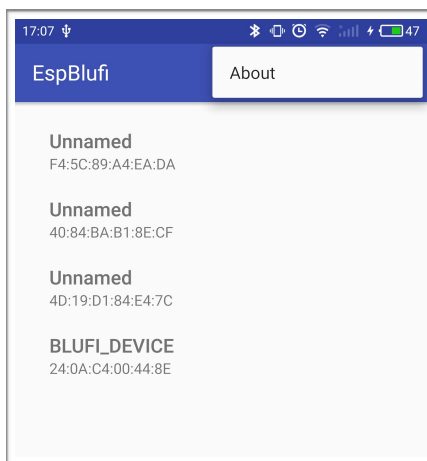 17:07 47
EspBlufi About
Unnamed
F4:5C:89:A4:EA:DA
Unnamed
40:84:BA:B1:8E:CF
Unnamed
4D:19:D1:84:E4:7C
BLUFI_DEVICE
24:0A:C4:00:44:8E